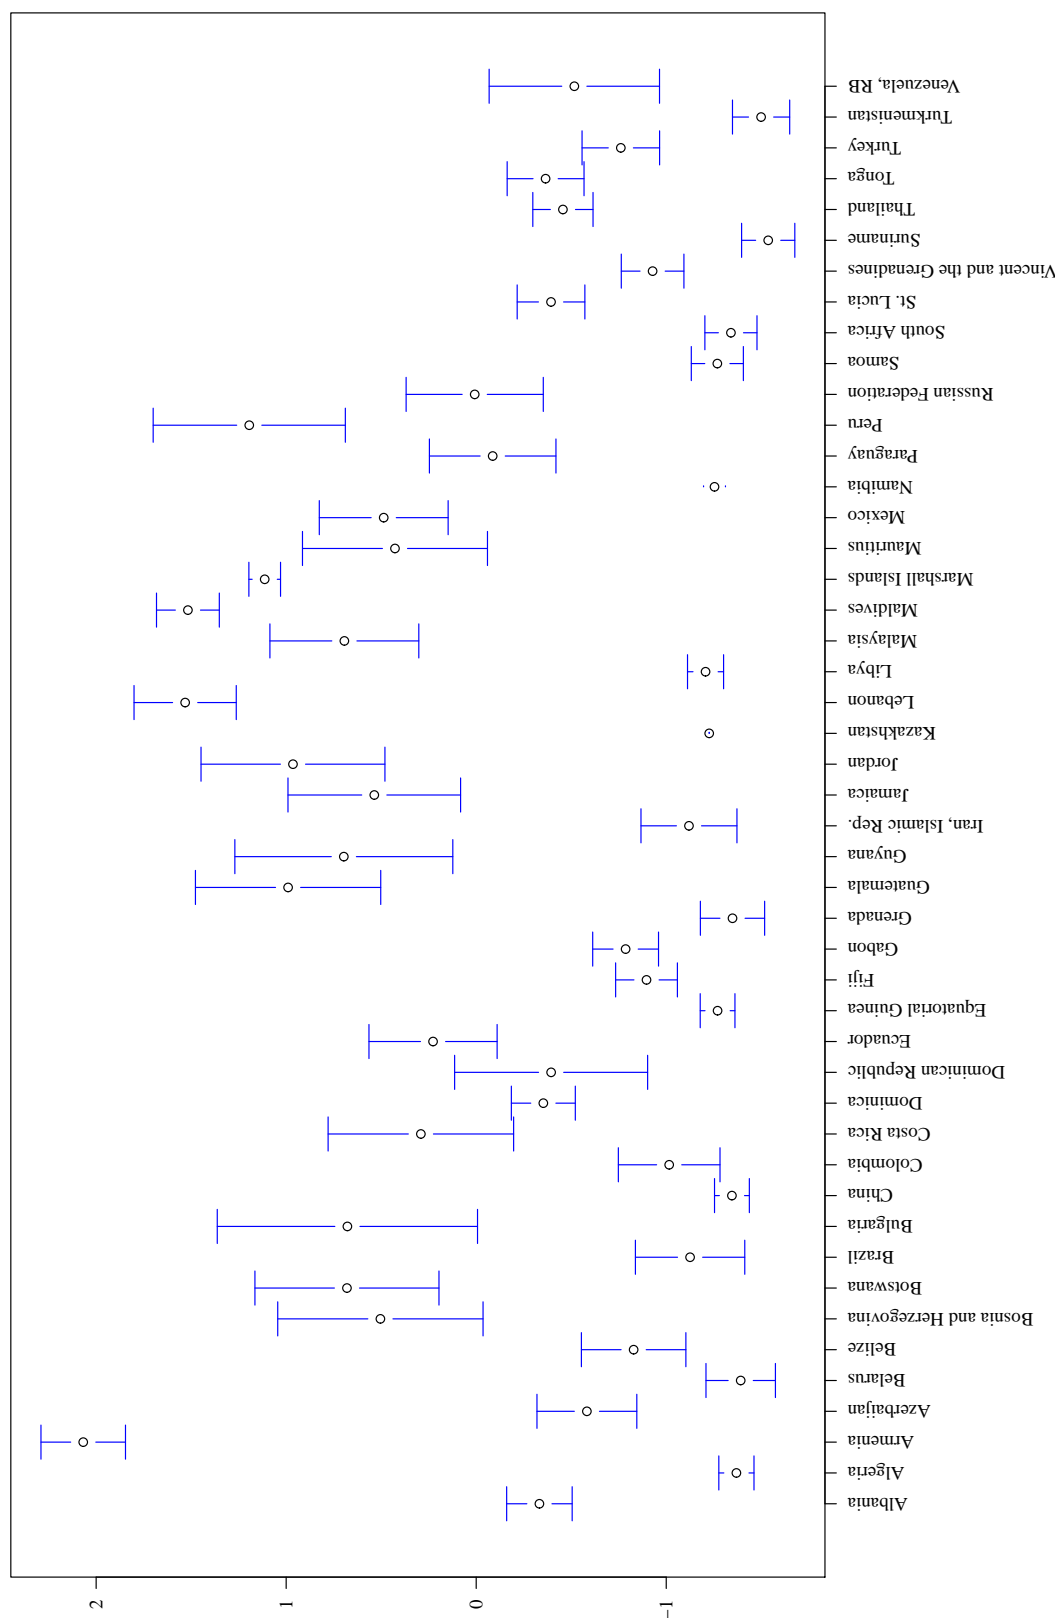 Venezuela, RB
Turkmenistan
Turkey
Tonga
Thailand
Suriname
Vincent and the Grenadines
St. Lucia
South Africa
Samoa
Russian Federation
Peru
Paraguay
Namibia
Mexico
Mauritius
Marshall Islands
Maldives
Malaysia
Libya
Lebanon
Kazakhstan
Jordan
Jamaica
Iran, Islamic Rep.
Guyana
Guatemala
Grenada
Gabon
Fiji
Equatorial Guinea
Ecuador
Dominican Republic
Dominica
Costa Rica
Colombia
China
Bulgaria
Brazil
Botswana
Bosnia and Herzegovina
Belize
Belarus
Azerbaijan
Armenia
Algeria
Albania
2
1
0
−1